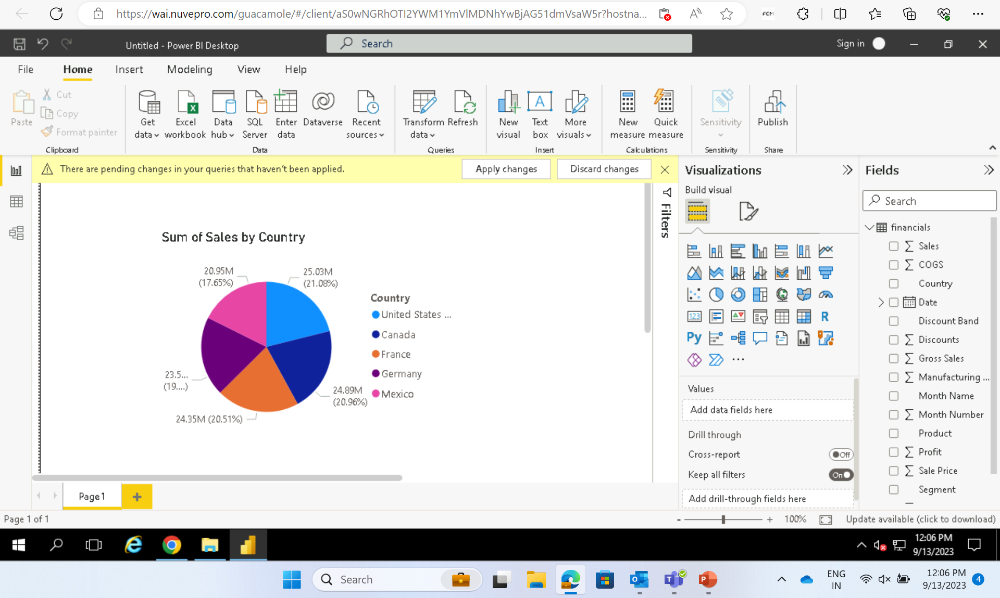 https://wai.nuvepro.com/guacamole/#/client/aS0wNGRhOTI2YWM1YmVlMDNhYwBjAG51dmVsaW5r?hostna...
FCM
Untitled - Power BI Desktop
Search
Sign in
File
Home
Insert
Modeling
View
Help
Paste
Cut
Copy
Format painter
Clipboard
Get data
Excel workbook
Data hub
SQL Server
Enter data
Dataverse
Recent sources
Data
Transform data
Refresh
Queries
New visual
Text box
More visuals
Insert
New measure
Quick measure
Calculations
Sensitivity
Sensitivity
Publish
Share
There are pending changes in your queries that haven't been applied.
Apply changes
Discard changes
Sum of Sales by Country
20.95M
(17.65%)
25.03M
(21.08%)
23.5...
(19....)
24.89M
(20.96%)
24.35M (20.51%)
Country
United States ...
Canada
France
Germany
Mexico
Filters
Visualizations
Build visual
123
R
Py
...
Values
Add data fields here
Drill through
Cross-report
Off
Keep all filters
On
Add drill-through fields here
Fields
Search
financials
Sales
COGS
Country
Date
Discount Band
Discounts
Gross Sales
Manufacturing ...
Month Name
Month Number
Product
Profit
Sale Price
Segment
Page1
Page 1 of 1
- + 100%
Update available (click to download)
12:06 PM
9/13/2023
Search
ENG
IN
12:06 PM
9/13/2023
4